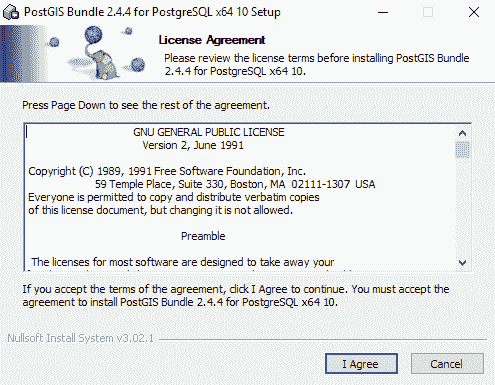 PostGIS Bundle 2.4.4 for PostgreSQL x64 10 Setup
License Agreement
Please review the license terms before installing PostGIS Bundle
2.4.4 for PostgreSQL x64 10.
Press Page Down to see the rest of the agreement.
GNU GENERAL PUBLIC LICENSE
Version 2, June 1991
Copyright (C) 1989, 1991 Free Software Foundation, Inc.
59 Temple Place, Suite 330, Boston, MA 02111-1307 USA
Everyone is permitted to copy and distribute verbatim copies
of this license document, but changing it is not allowed.
Preamble
The licenses for most software are designed to take away your
If you accept the terms of the agreement, click I Agree to continue. You must accept the
agreement to install PostGIS Bundle 2.4.4 for PostgreSQL x64 10.
Nullsoft Install System v3.02.1
I Agree
Cancel